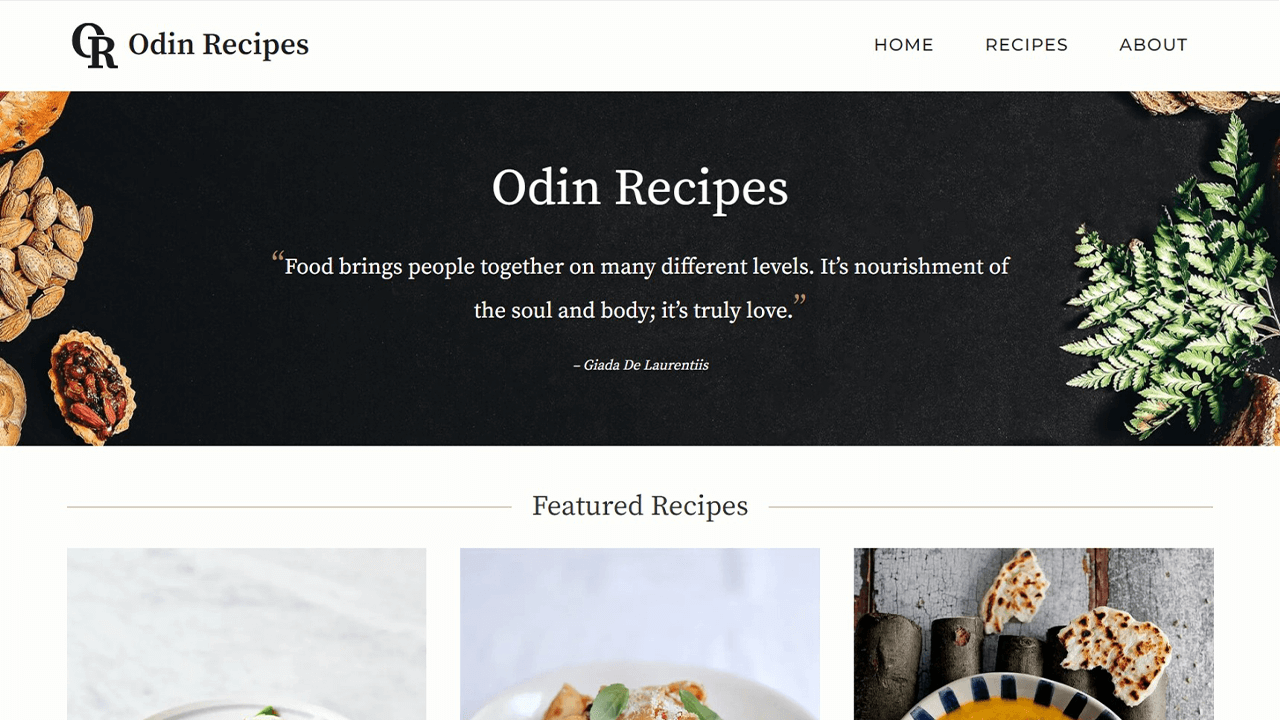 OR Odin Recipes
HOME RECIPES ABOUT
Odin Recipes
“Food brings people together on many different levels. It’s nourishment of
the soul and body; it’s truly love.”
– Giada De Laurentiis
Featured Recipes